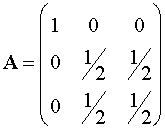 1 0 0
A = 0 1/2 1/2
0 1/2 1/2